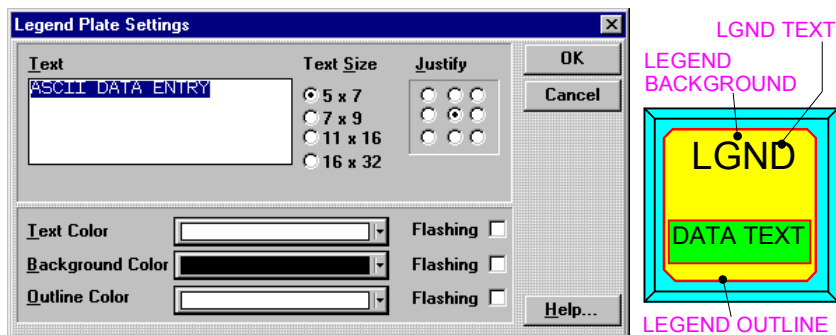 Legend Plate Settings
Text
ASCII DATA ENTRY
Text Size
5 x 7
7 x 9
11 x 16
16 x 32
Justify
OK
Cancel
Text Color
Flashing
Background Color
Flashing
Outline Color
Flashing
Help...
LGND TEXT
LEGEND
BACKGROUND
LGND
DATA TEXT
LEGEND OUTLINE